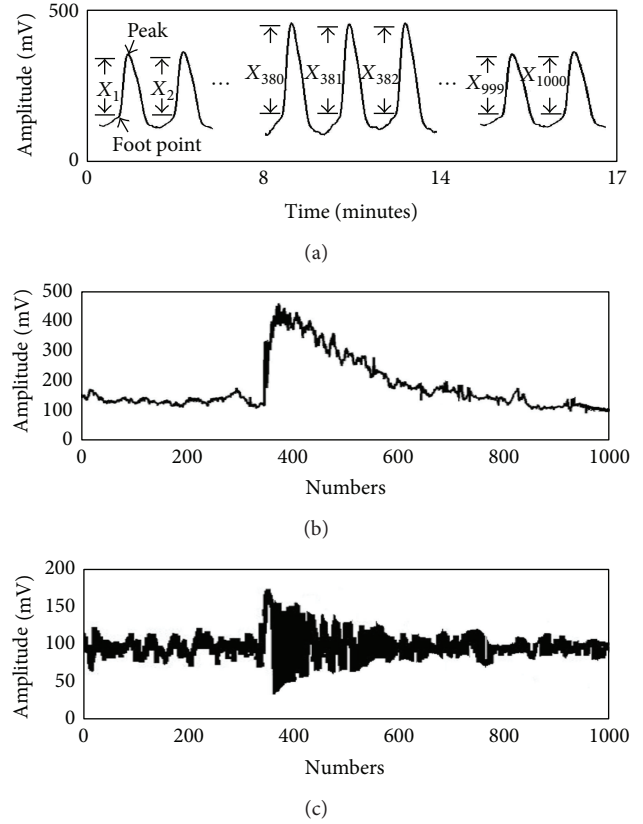 500
Peak
X1
X2
...
X380
X381
X382
...
X999
X1000
Foot point
Amplitude (mV)
0
0
8
14
17
Time (minutes)
(a)
500
400
300
200
100
0
Amplitude (mV)
0
200
400
600
800
1000
Numbers
(b)
200
150
100
50
0
Amplitude (mV)
0
200
400
600
800
1000
Numbers
(c)